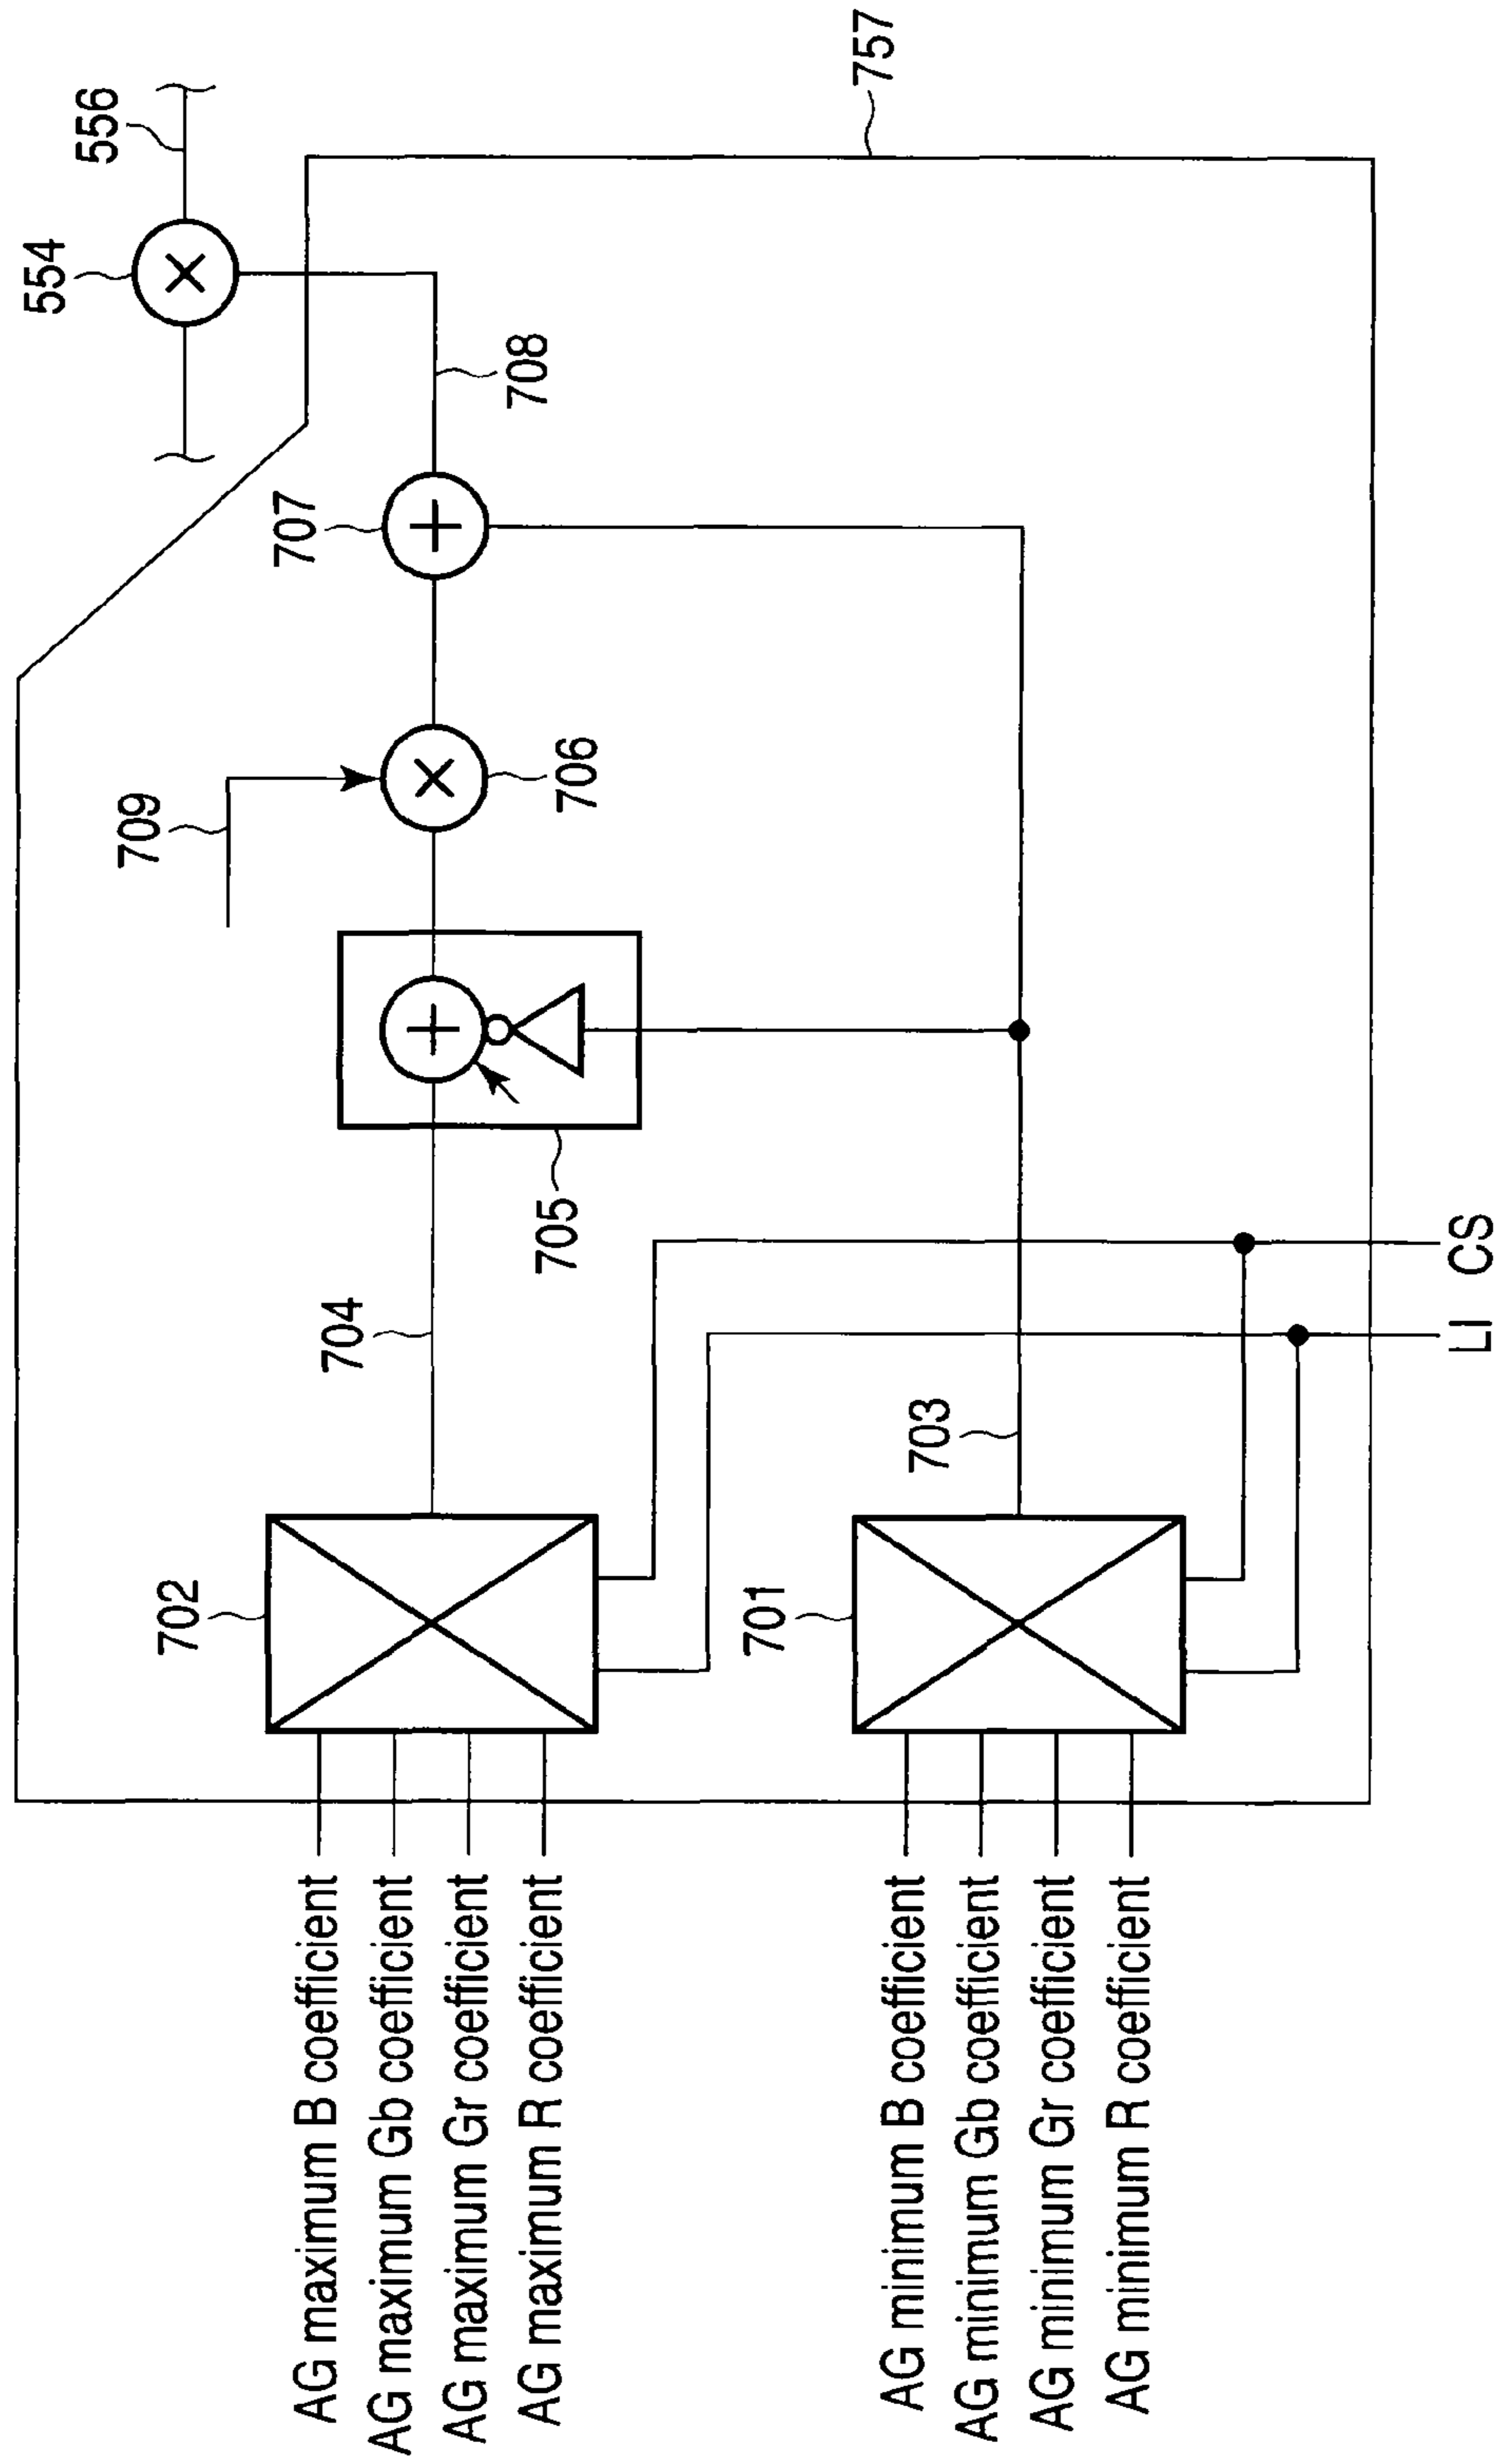 554
556
757
709
707
708
706
705
704
702
703
701
AG maximum B coefficient
AG maximum Gb coefficient
AG maximum Gr coefficient
AG maximum R coefficient
AG minimum B coefficient
AG minimum Gb coefficient
AG minimum Gr coefficient
AG minimum R coefficient
LI
CS